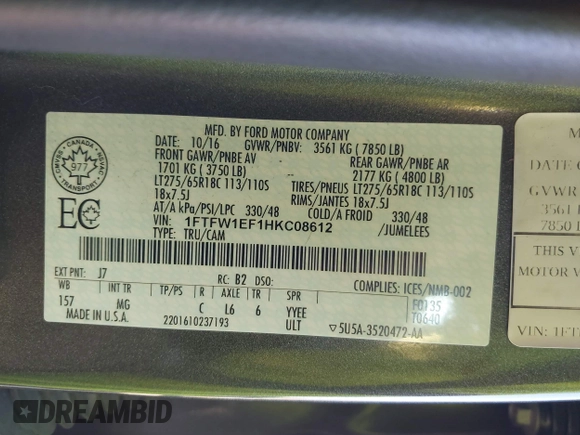 MFD. BY FORD MOTOR COMPANY
DATE: 10/16 GVWR/PNBV: 3561 KG ( 7850 LB)
FRONT GAWR/PNBE AV REAR GAWR/PNBE AR
1701 KG ( 3750 LB) 2177 KG ( 4800 LB)
LT275/65R18C 113/110S TIRES/PNEUS LT275/65R18C 113/110S
18x7.5J RIMS/JANTES 18x7.5J
AT/A kPa/PSI/LPC 330/48 COLD/A FROID 330/48
VIN: 1FTFW1EF1HKC08612 /JUMELEES
TYPE: TRU/CAM
CMVSS CANADA NSVAC
977
TRANSPORT
EC
EXT PNT: J7 RC: B2 DSO: COMPLIES: ICES/NMB-002
WB INT TR TP/PS R AXLE TR SPR F0135
157 MG C L6 6 YYEE T0640
2201610237193 ULT ▽5U5A-3520472-AA
M
DATE O
GVWR
3561
7850 L
THIS V
MOTOR V
VIN: 1FT
DREAMBID